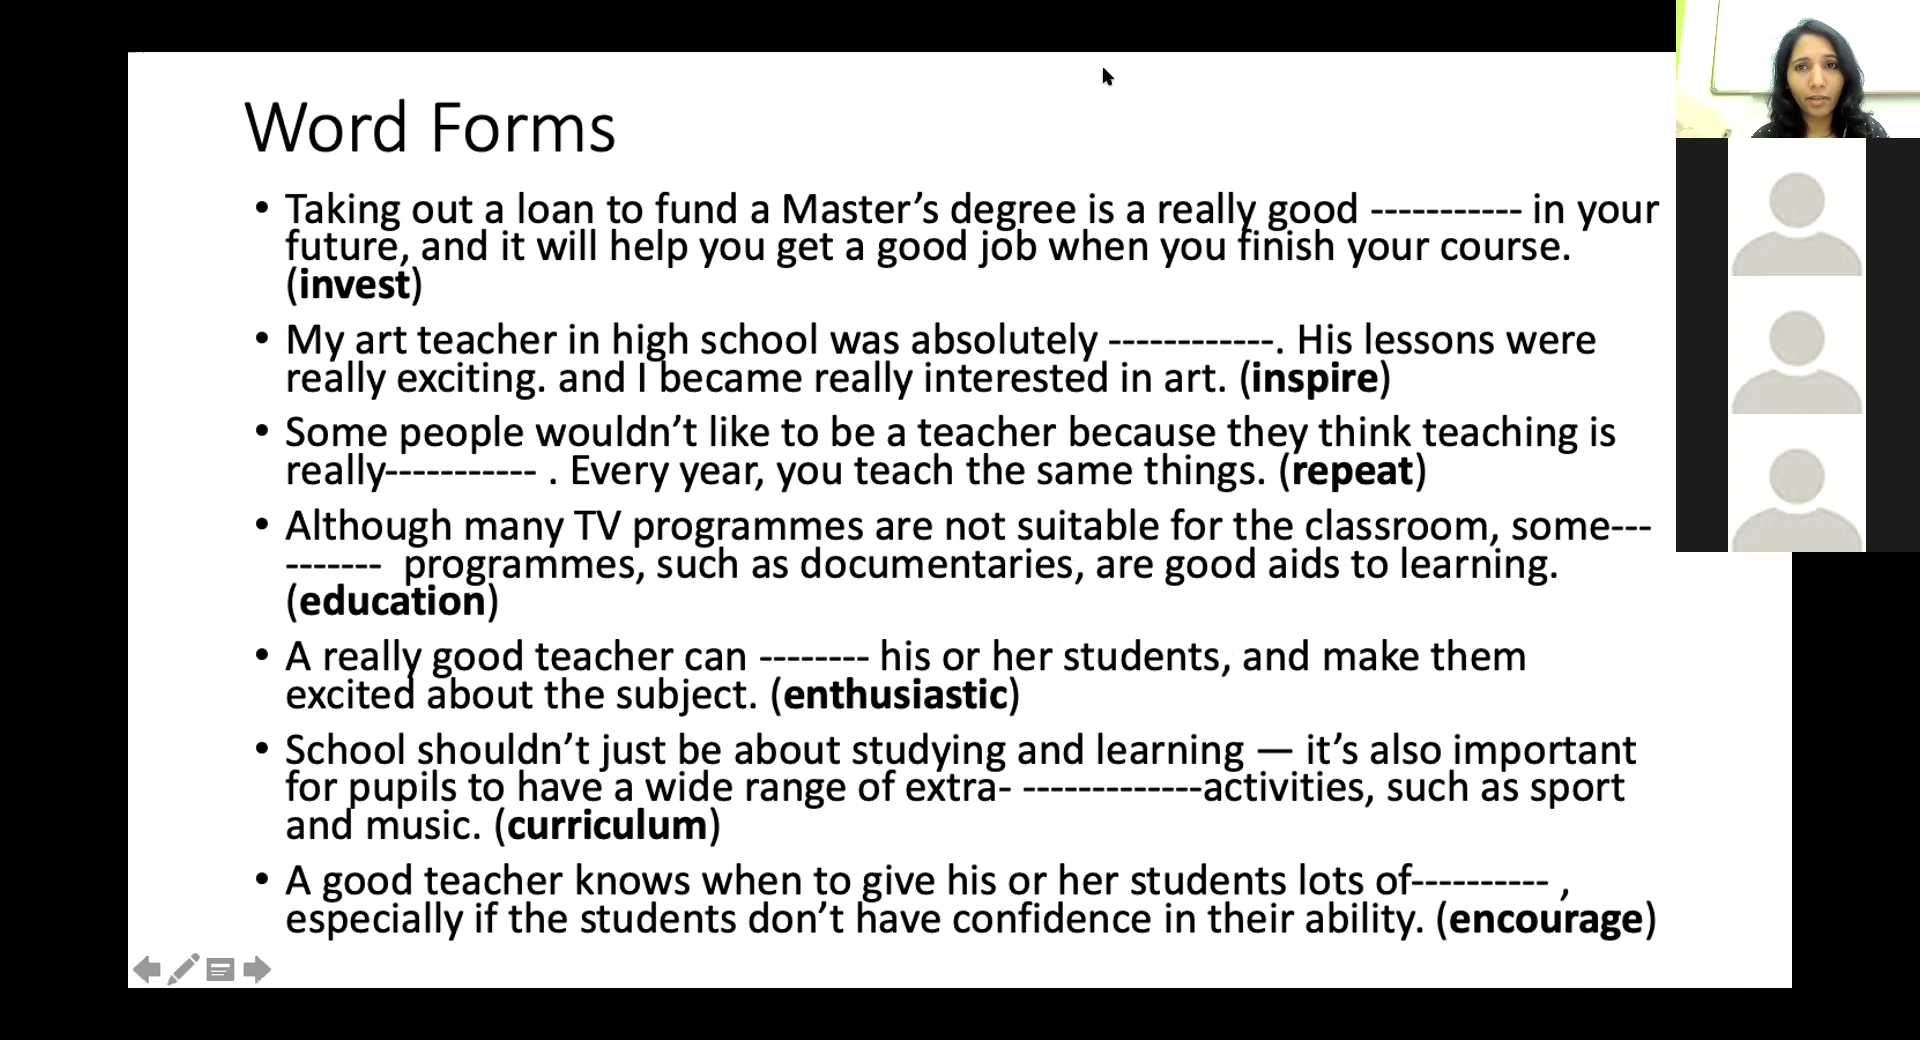 Word Forms
• Taking out a loan to fund a Master’s degree is a really good ----------- in your
future, and it will help you get a good job when you finish your course.
(invest)
• My art teacher in high school was absolutely ------------. His lessons were
really exciting. and I became really interested in art. (inspire)
• Some people wouldn’t like to be a teacher because they think teaching is
really----------- . Every year, you teach the same things. (repeat)
• Although many TV programmes are not suitable for the classroom, some---
------- programmes, such as documentaries, are good aids to learning.
(education)
• A really good teacher can -------- his or her students, and make them
excited about the subject. (enthusiastic)
• School shouldn’t just be about studying and learning — it’s also important
for pupils to have a wide range of extra- -------------activities, such as sport
and music. (curriculum)
• A good teacher knows when to give his or her students lots of---------- ,
especially if the students don’t have confidence in their ability. (encourage)